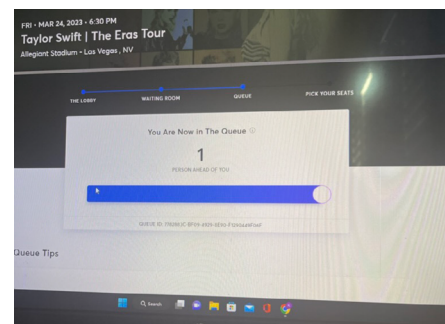 FRI • MAR 24, 2023 • 6:30 PM
Taylor Swift | The Eras Tour
Allegiant Stadium • Las Vegas, NV
THE LOBBY
WAITING ROOM
QUEUE
PICK YOUR SEATS
You Are Now in The Queue
1
PERSON AHEAD OF YOU
QUEUE ID:
Queue Tips
Search